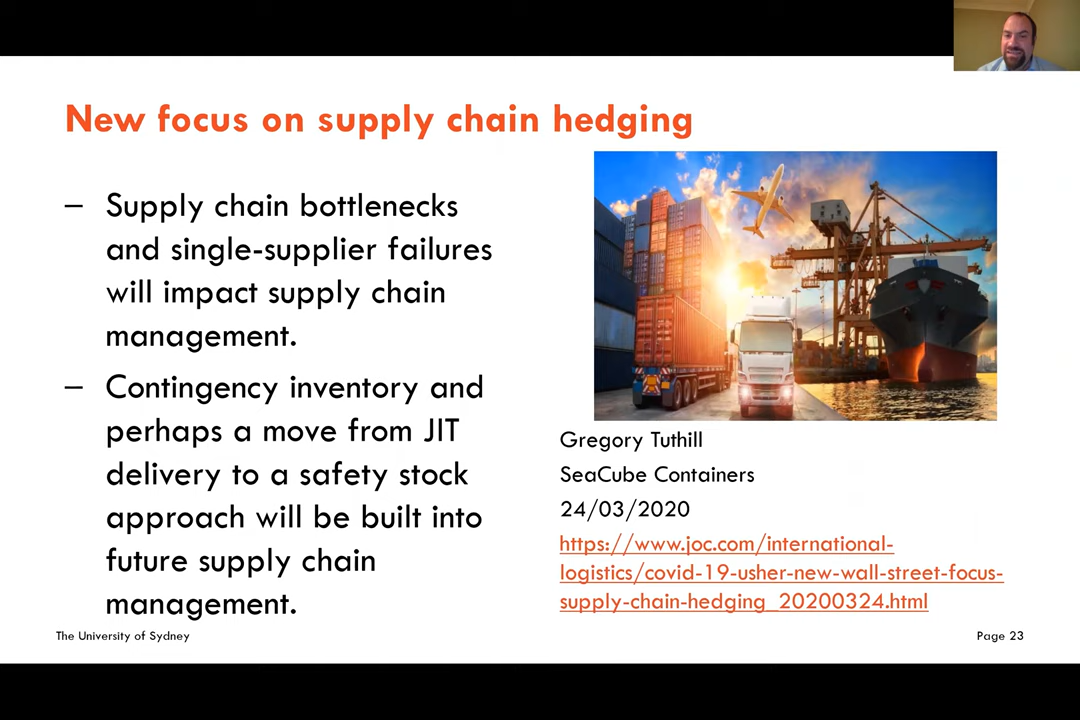 New focus on supply chain hedging
– Supply chain bottlenecks
and single-supplier failures
will impact supply chain
management.
– Contingency inventory and
perhaps a move from JIT
delivery to a safety stock
approach will be built into
future supply chain
management.
Gregory Tuthill
SeaCube Containers
24/03/2020
https://www.joc.com/international-
logistics/covid-19-usher-new-wall-street-focus-
supply-chain-hedging_20200324.html
The University of Sydney
Page 23